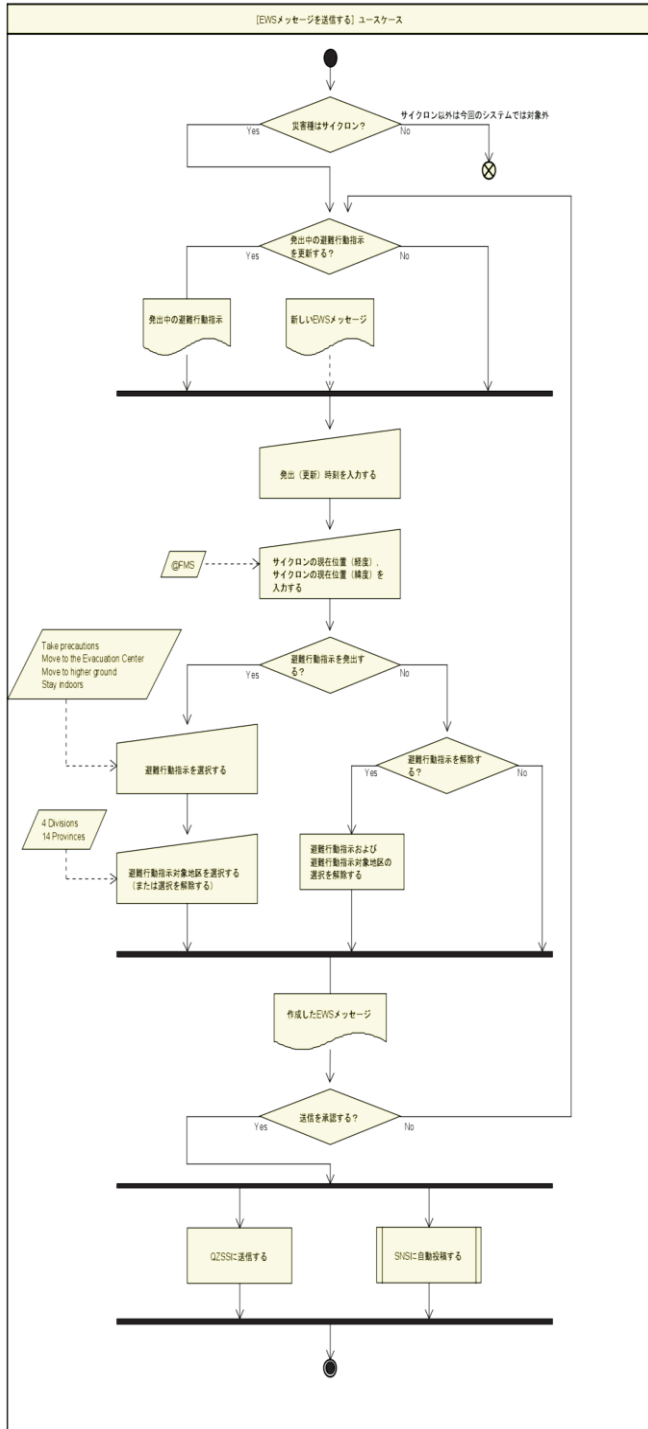 [EWSメッセージを送信する] ユースケース
サイクロン以外は今回のシステムでは対象外
災害種はサイクロン？
Yes
No
発出中の避難行動指示
を更新する？
Yes
No
発出中の避難行動指示
新しいEWSメッセージ
発出（更新）時刻を入力する
@FMS
サイクロンの現在位置（経度）、
サイクロンの現在位置（緯度）を
入力する
Take precautions
Move to the Evacuation Center
Move to higher ground
Stay indoors
避難行動指示を発出す
る？
Yes
No
避難行動指示を選択する
避難行動指示を解除す
る？
Yes
No
4 Divisions
14 Provinces
避難行動指示対象地区を選択する
（または選択を解除する）
避難行動指示および
避難行動指示対象地区の
選択を解除する
作成したEWSメッセージ
送信を承認する？
Yes
No
QZSSに送信する
SNSに自動投稿する